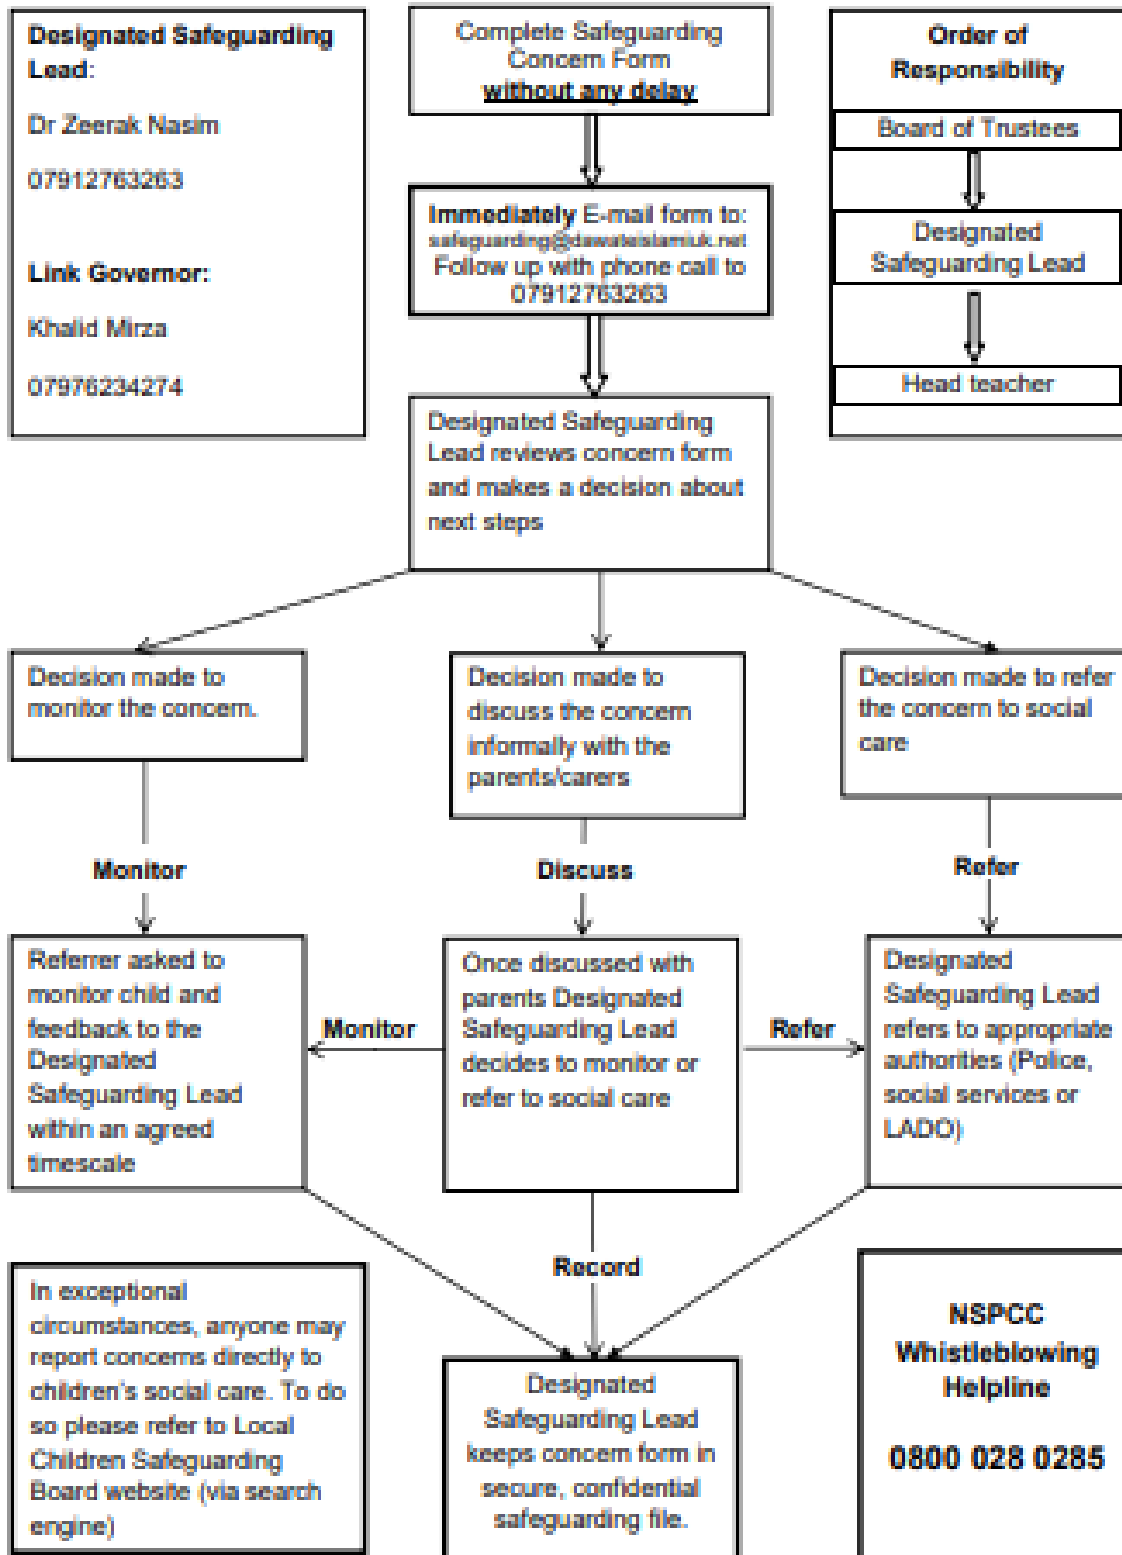 Designated Safeguarding
Lead:
Dr Zeerak Nasim
07912763263
Link Governor:
Khalid Mirza
07976234274
Complete Safeguarding
Concern Form
without any delay
Immediately E-mail form to:
safeguarding@dawateislamiuk.net
Follow up with phone call to
07912763263
Order of
Responsibility
Board of Trustees
Designated
Safeguarding Lead
Head teacher
Designated Safeguarding
Lead reviews concern form
and makes a decision about
next steps
Decision made to
monitor the concern.
Decision made to
discuss the concern
informally with the
parents/carers
Decision made to refer
the concern to social
care
Monitor
Discuss
Refer
Referrer asked to
monitor child and
feedback to the
Designated
Safeguarding Lead
within an agreed
timescale
Monitor
Once discussed with
parents Designated
Safeguarding Lead
decides to monitor or
refer to social care
Refer
Designated
Safeguarding Lead
refers to appropriate
authorities (Police,
social services or
LADO)
Record
In exceptional
circumstances, anyone may
report concerns directly to
children's social care. To do
so please refer to Local
Children Safeguarding
Board website (via search
engine)
Designated
Safeguarding Lead
keeps concern form in
secure, confidential
safeguarding file.
NSPCC
Whistleblowing
Helpline
0800 028 0285